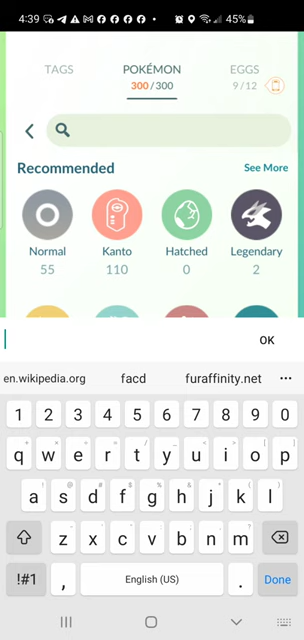 4:39 45%
TAGS POKÉMON EGGS
300/300 9/12
Recommended See More
Normal Kanto Hatched Legendary
55 110 0 2
OK
en.wikipedia.org facd furaffinity.net
1 2 3 4 5 6 7 8 9 0
q w e r t y u i o p
a s d f g h j k l
z x c v b n m
!#1 , English (US) . Done